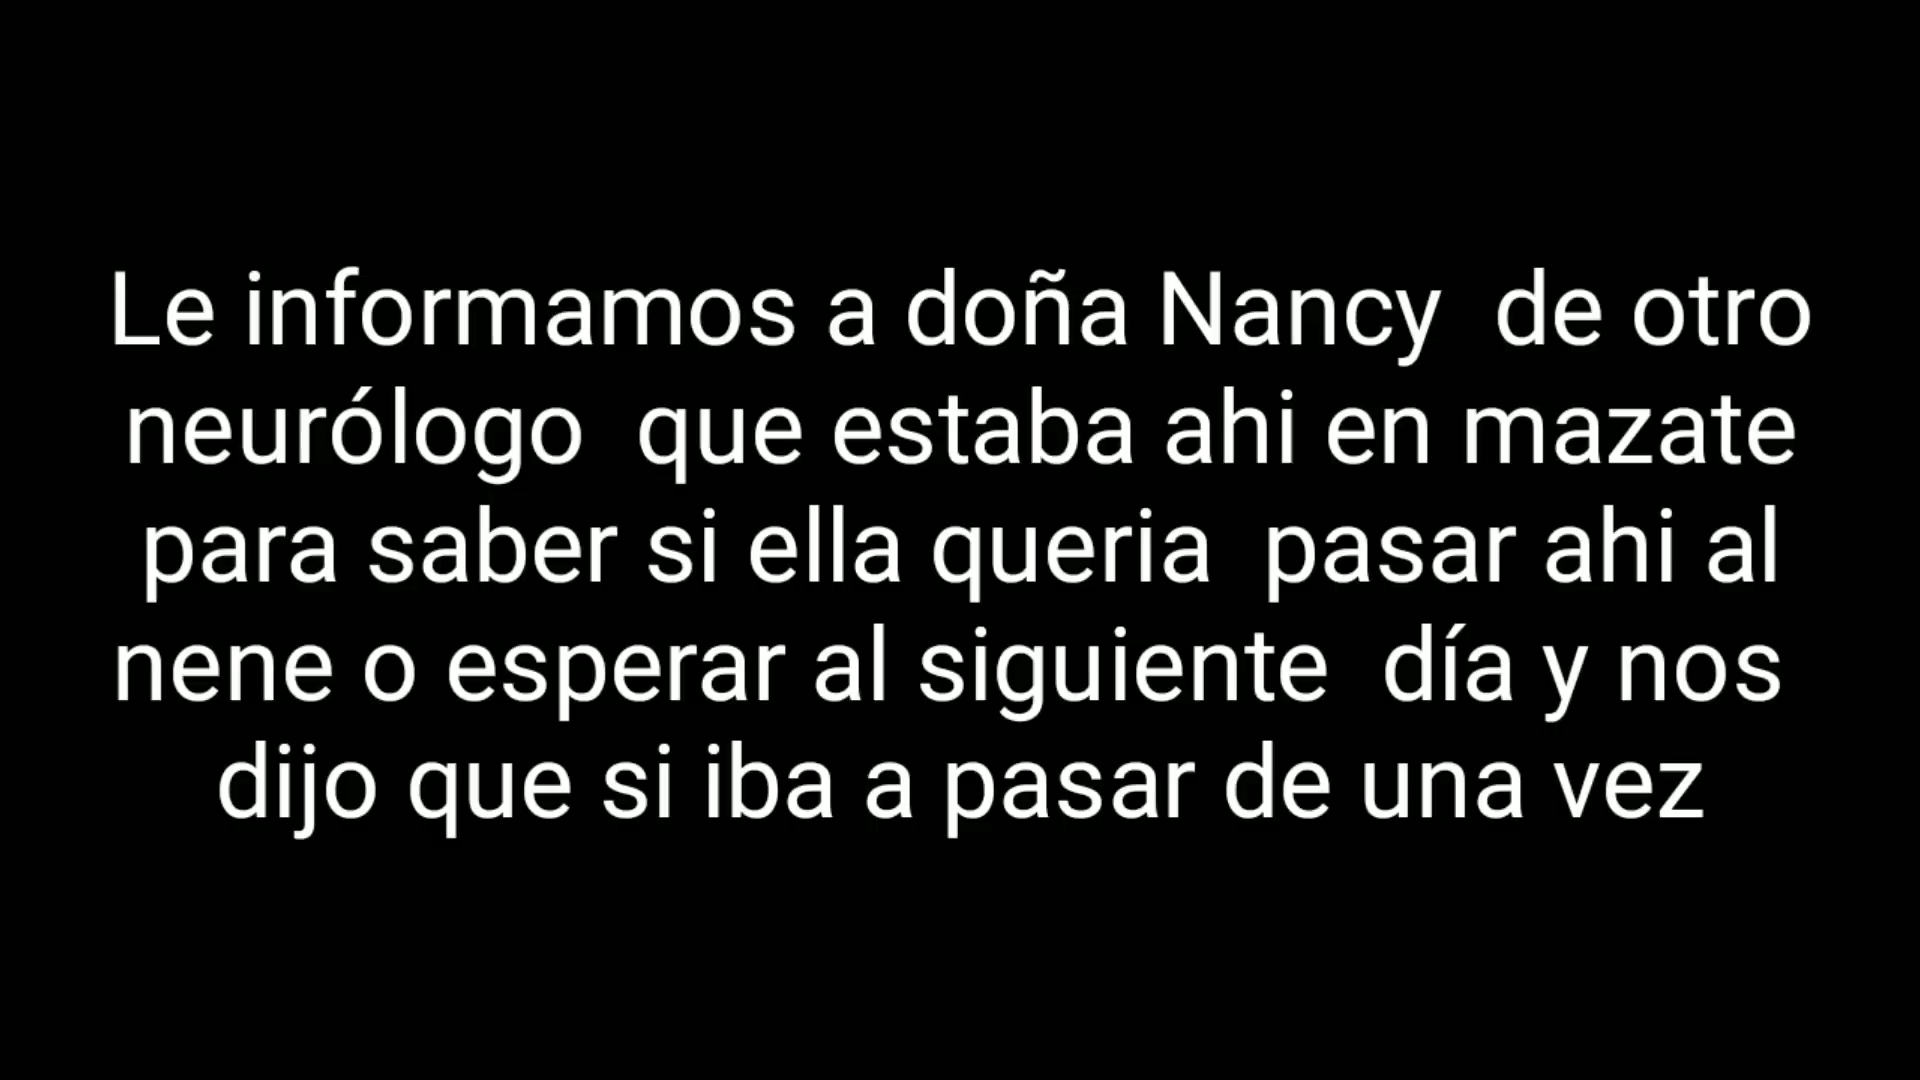 Le informamos a doña Nancy  de otro
neurólogo  que estaba ahi en mazate
para saber si ella queria  pasar ahi al
nene o esperar al siguiente  día y nos
dijo que si iba a pasar de una vez